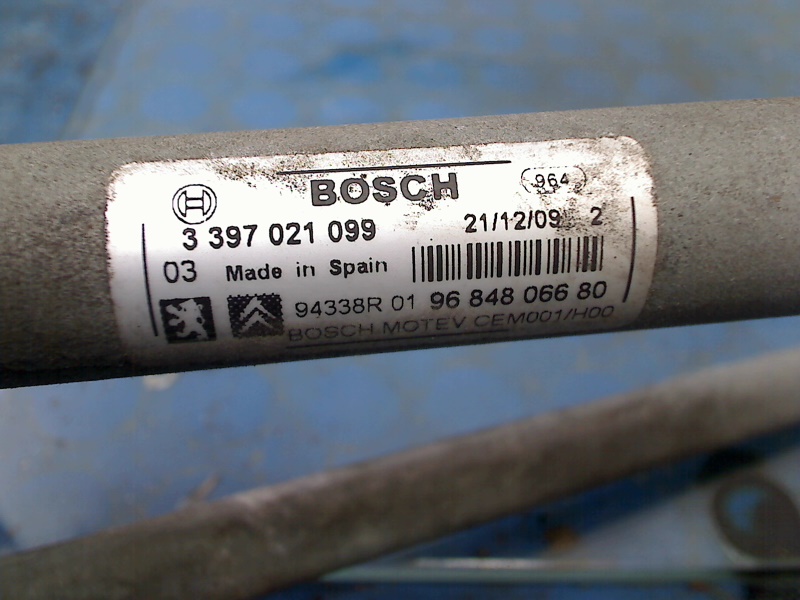 BOSCH 964
3 397 021 099 21/12/09 2
03 Made in Spain
94338R 01 96 848 066 80
BOSCH MOTEV CEM001/H00